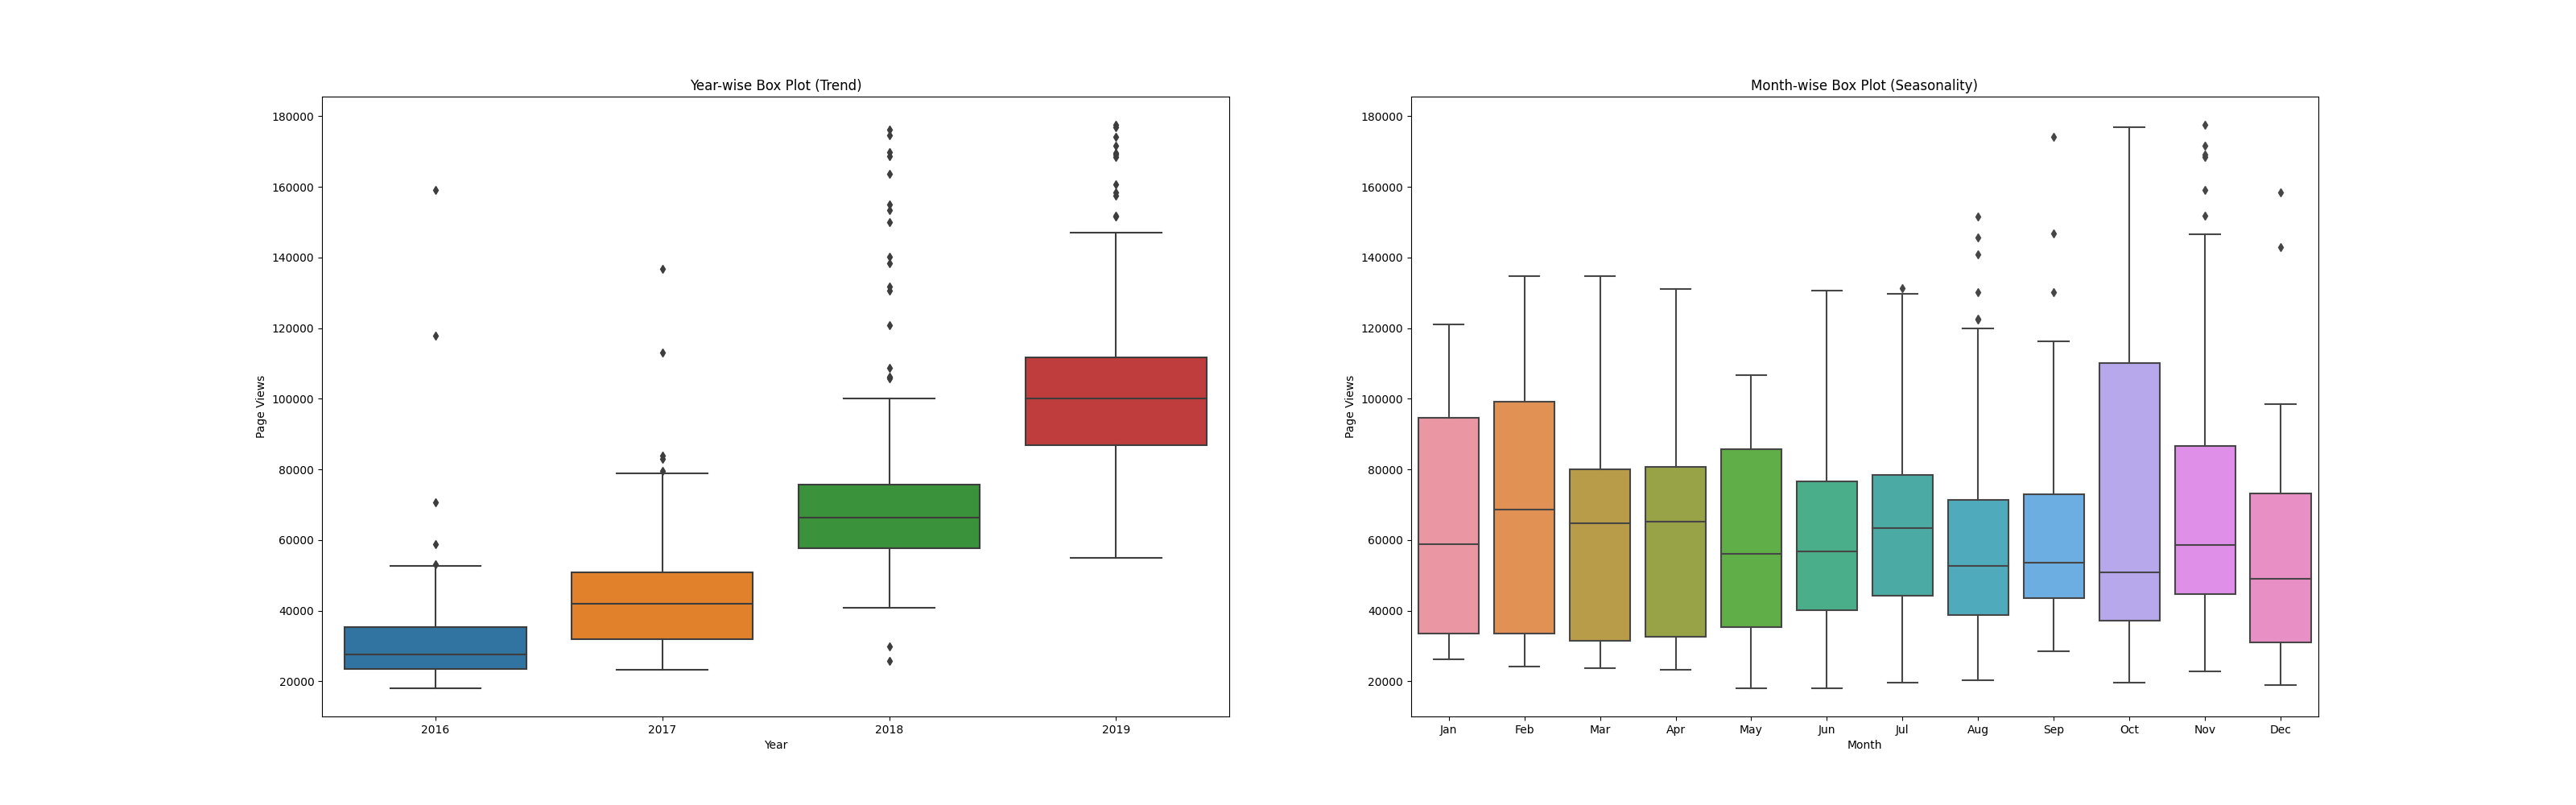 Year-wise Box Plot (Trend)
180000
160000
140000
120000
100000
80000
60000
40000
20000
Page Views
2016 2017 2018 2019
Year
Month-wise Box Plot (Seasonality)
180000
160000
140000
120000
100000
80000
60000
40000
20000
Page Views
Jan Feb Mar Apr May Jun Jul Aug Sep Oct Nov Dec
Month